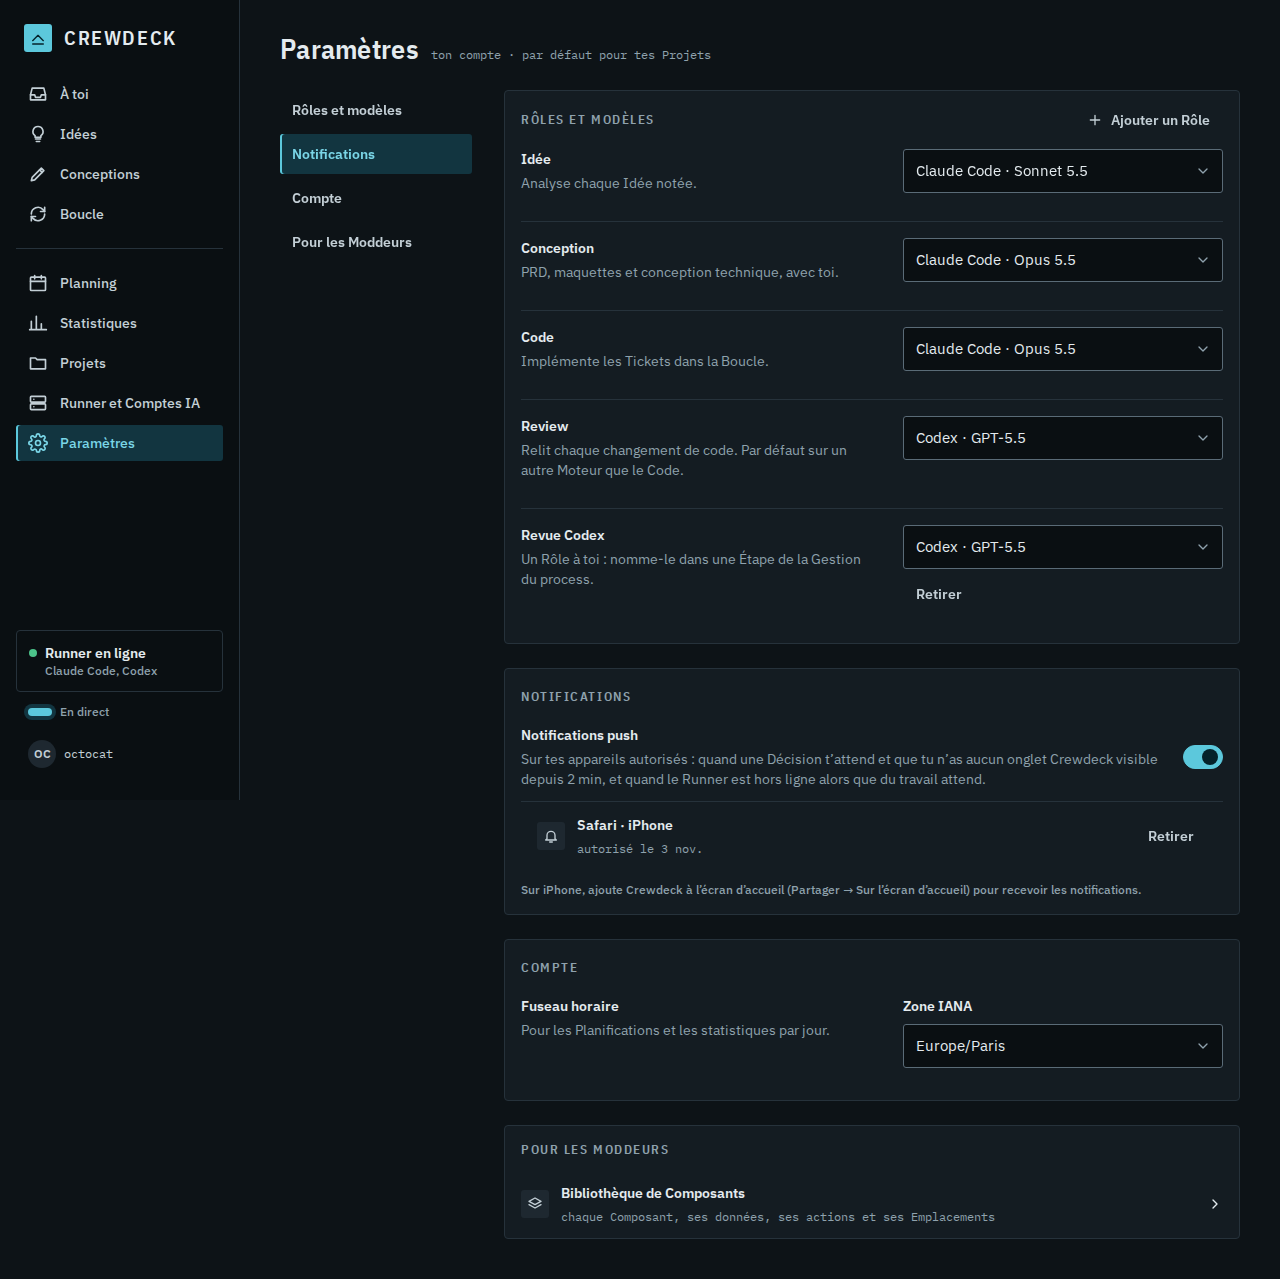 CREWDECK
À toi
Idées
Conceptions
Boucle
Planning
Statistiques
Projets
Runner et Comptes IA
Paramètres
Runner en ligne
Claude Code, Codex
En direct
OC octocat
Paramètres ton compte · par défaut pour tes Projets
Rôles et modèles
Notifications
Compte
Pour les Moddeurs
RÔLES ET MODÈLES
Ajouter un Rôle
Idée
Analyse chaque Idée notée.
Claude Code · Sonnet 5.5
Conception
PRD, maquettes et conception technique, avec toi.
Claude Code · Opus 5.5
Code
Implémente les Tickets dans la Boucle.
Claude Code · Opus 5.5
Review
Relit chaque changement de code. Par défaut sur un
autre Moteur que le Code.
Codex · GPT-5.5
Revue Codex
Un Rôle à toi : nomme-le dans une Étape de la Gestion
du process.
Codex · GPT-5.5
Retirer
NOTIFICATIONS
Notifications push
Sur tes appareils autorisés : quand une Décision t’attend et que tu n’as aucun onglet Crewdeck visible
depuis 2 min, et quand le Runner est hors ligne alors que du travail attend.
Safari · iPhone
autorisé le 3 nov.
Retirer
Sur iPhone, ajoute Crewdeck à l’écran d’accueil (Partager → Sur l’écran d’accueil) pour recevoir les notifications.
COMPTE
Fuseau horaire
Pour les Planifications et les statistiques par jour.
Zone IANA
Europe/Paris
POUR LES MODDEURS
Bibliothèque de Composants
chaque Composant, ses données, ses actions et ses Emplacements